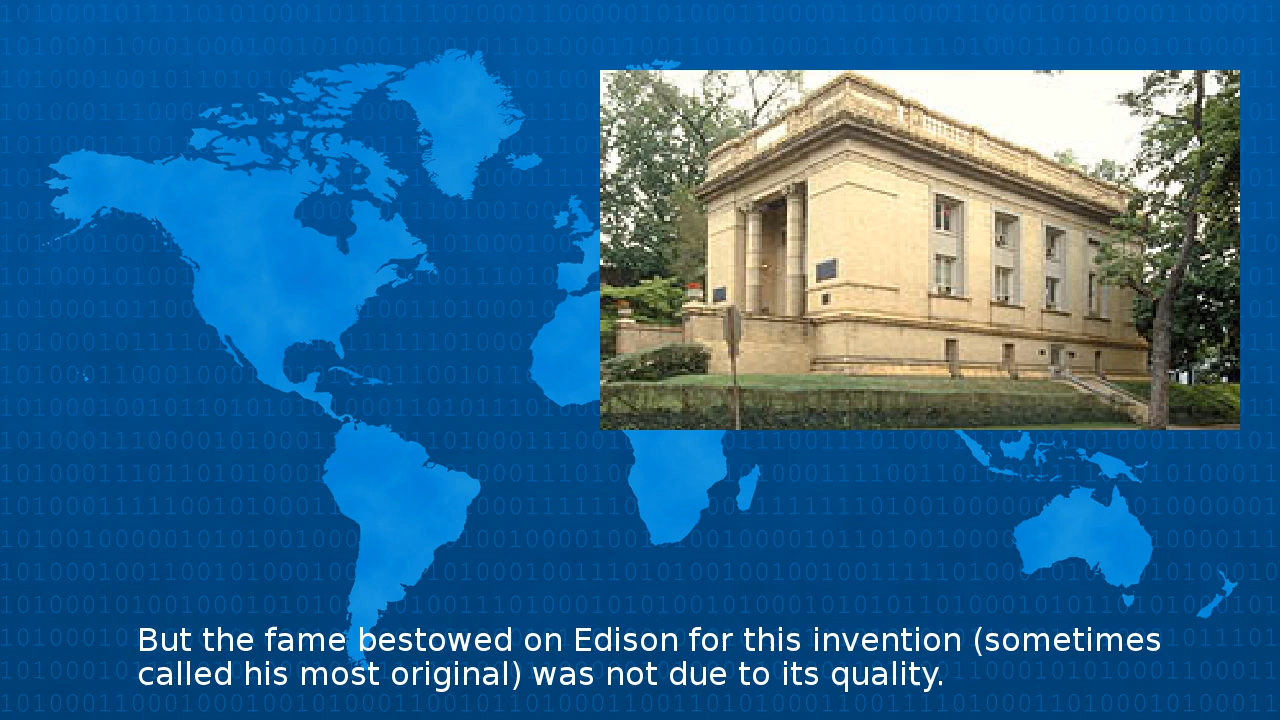 But the fame bestowed on Edison for this invention (sometimes
called his most original) was not due to its quality.